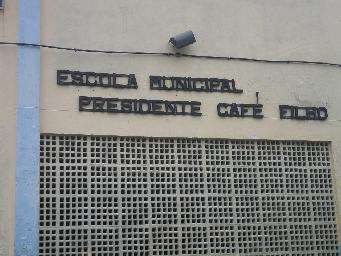 ESCOLA MUNICIPAL
PRESIDENTE CAFÉ FILHO